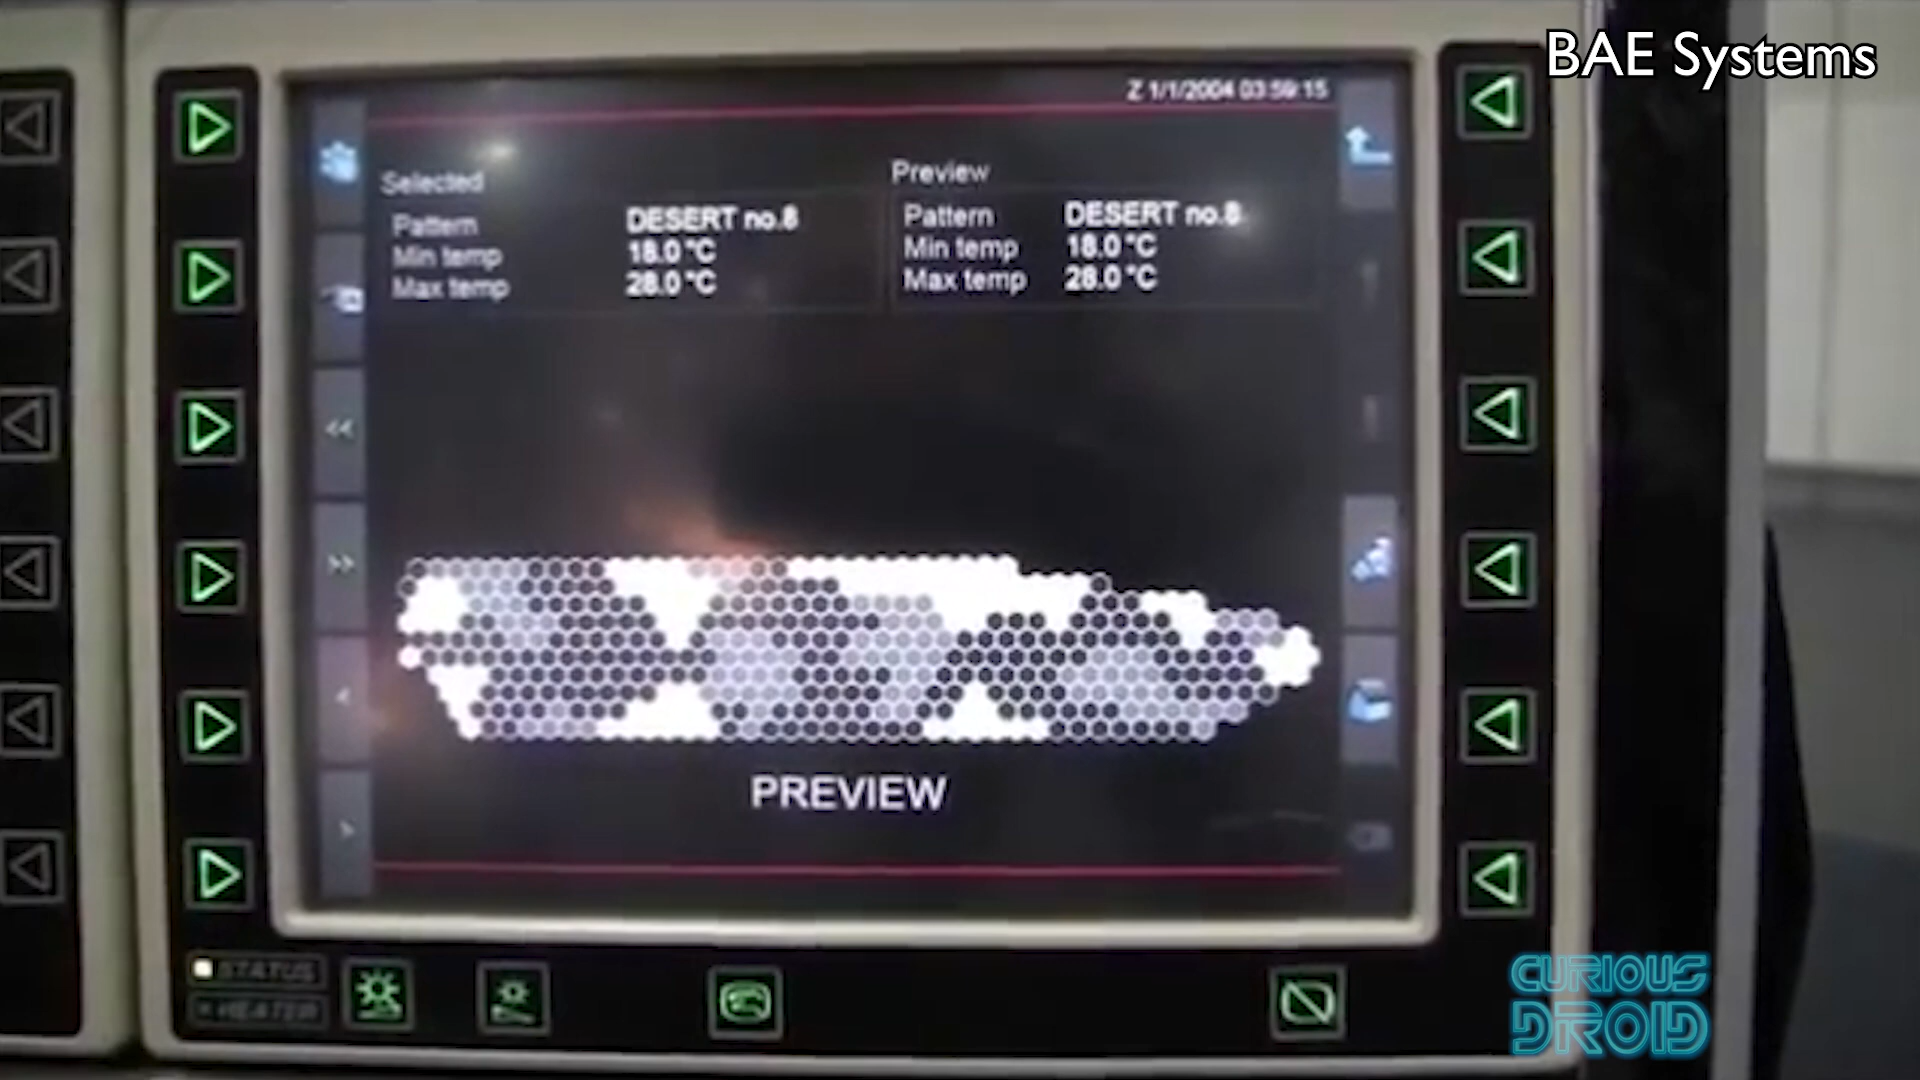 BAE Systems
Z 1/1/2004 03:59:15
Selected
Pattern DESERT no.8
Min temp 18.0 °C
Max temp 28.0 °C
Preview
Pattern DESERT no.8
Min temp 18.0 °C
Max temp 28.0 °C
<<
>>
<
>
PREVIEW
STATUS
HEATER
CURIOUS
DROID